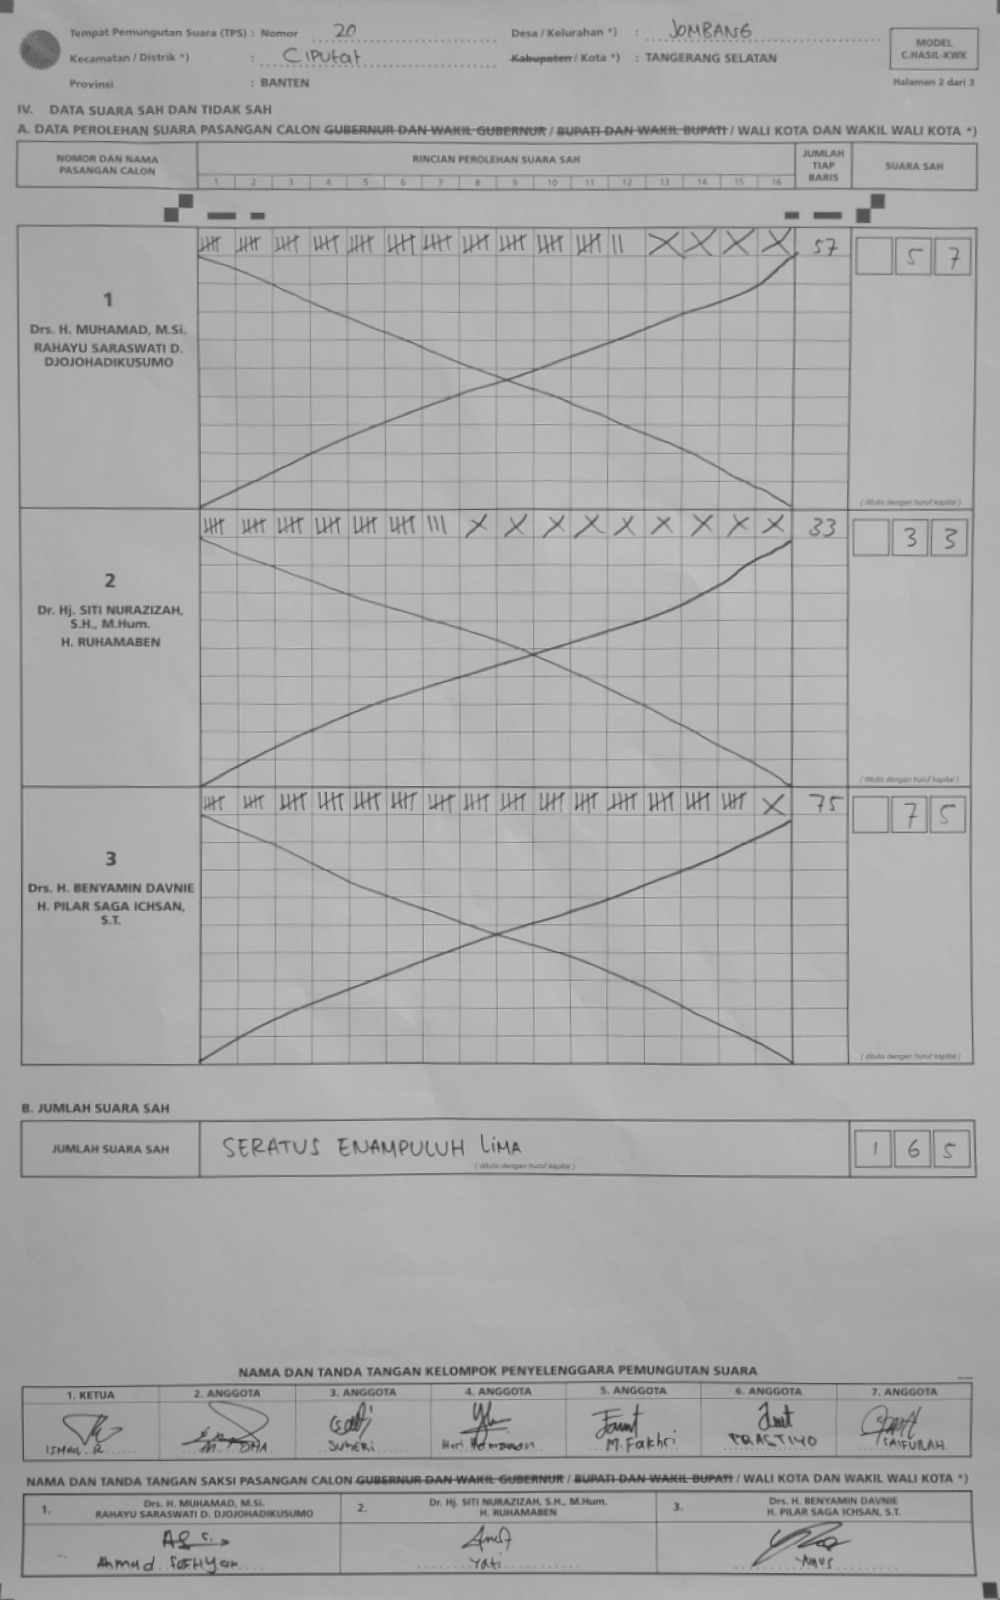 Tempat Pemungutan Suara (TPS) : Nomor 20 Desa / Kelurahan *) : JOMBANG
Kecamatan / Distrik *) : CIPUtat Kabupaten / Kota *) : TANGERANG SELATAN
Provinsi : BANTEN
MODEL
C.HASIL-KWK
Halaman 2 dari 3
IV. DATA SUARA SAH DAN TIDAK SAH
A. DATA PEROLEHAN SUARA PASANGAN CALON GUBERNUR DAN WAKIL GUBERNUR / BUPATI DAN WAKIL BUPATI / WALI KOTA DAN WAKIL WALI KOTA *)
NOMOR DAN NAMA
PASANGAN CALON
RINCIAN PEROLEHAN SUARA SAH
1 2 3 4 5 6 7 8 9 10 11 12 13 14 15 16
JUMLAH
TIAP
BARIS
SUARA SAH
1
Drs. H. MUHAMAD, M.Si.
RAHAYU SARASWATI D.
DJOJOHADIKUSUMO
X X X X 57 5 7
( ditulis dengan huruf kapital )
2
Dr. Hj. SITI NURAZIZAH,
S.H., M.Hum.
H. RUHAMABEN
X X X X X X X X X 33 3 3
( ditulis dengan huruf kapital )
3
Drs. H. BENYAMIN DAVNIE
H. PILAR SAGA ICHSAN,
S.T.
X 75 7 5
( ditulis dengan huruf kapital )
B. JUMLAH SUARA SAH
JUMLAH SUARA SAH SERATUS ENAMPULUH LIMA 1 6 5
( ditulis dengan huruf kapital )
NAMA DAN TANDA TANGAN KELOMPOK PENYELENGGARA PEMUNGUTAN SUARA
1. KETUA 2. ANGGOTA 3. ANGGOTA 4. ANGGOTA 5. ANGGOTA 6. ANGGOTA 7. ANGGOTA
ISMAIL. R. SUHERI Heri Hermawan M. Fakhri PRASTIYO SAIFULAH
NAMA DAN TANDA TANGAN SAKSI PASANGAN CALON GUBERNUR DAN WAKIL GUBERNUR / BUPATI DAN WAKIL BUPATI / WALI KOTA DAN WAKIL WALI KOTA *)
1. Drs. H. MUHAMAD, M.Si.
RAHAYU SARASWATI D. DJOJOHADIKUSUMO
2. Dr. Hj. SITI NURAZIZAH, S.H., M.Hum.
H. RUHAMABEN
3. Drs. H. BENYAMIN DAVNIE
H. PILAR SAGA ICHSAN, S.T.
Ahmad Yati